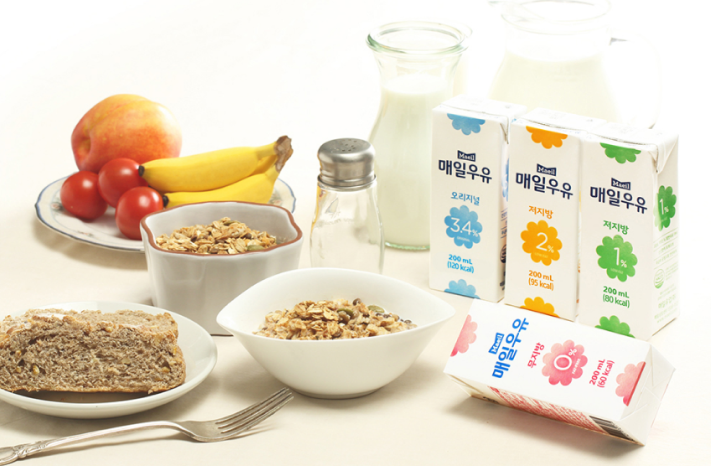 Maeil
매일우유
오리지널
3.4%
200 mL
(120 kcal)
Maeil
매일우유
저지방
2%
200 mL
(95 kcal)
Maeil
매일우유
저지방
1%
200 mL
(80 kcal)
1%
Maeil
매일우유
무지방
0%
200 mL
(60 kcal)